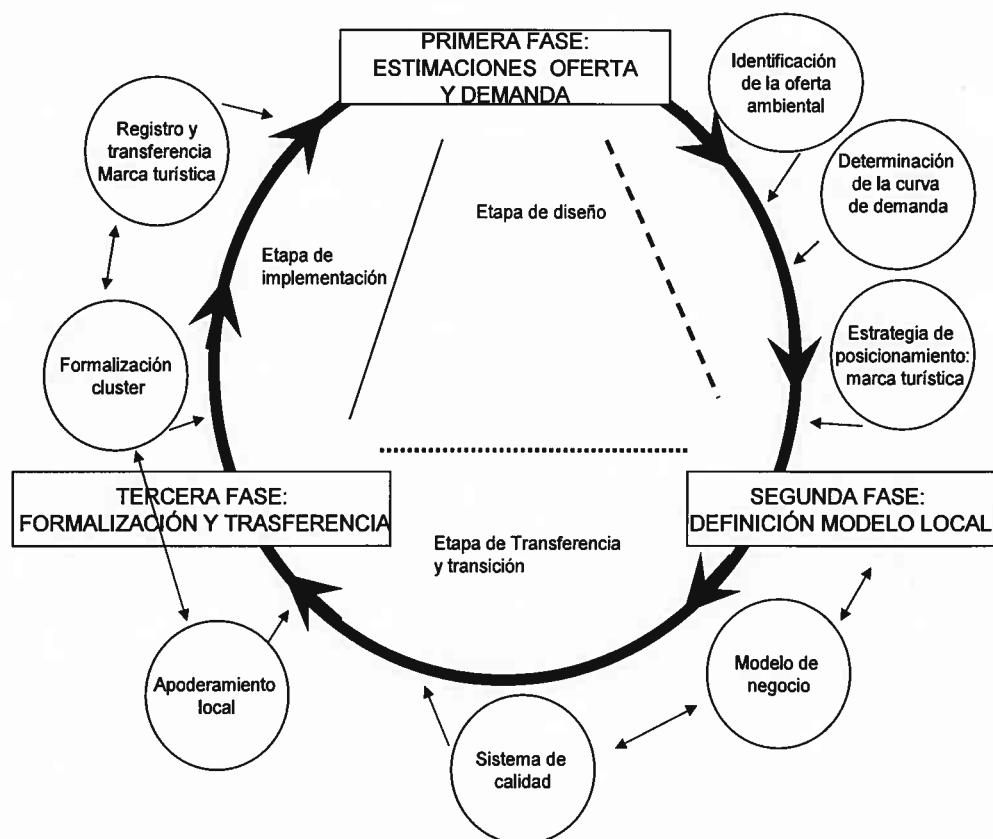 PRIMERA FASE:
ESTIMACIONES OFERTA
Y DEMANDA
Identificación
de la oferta
ambiental
Registro y
transferencia
Marca turística
Determinación
de la curva
de demanda
Etapa de diseño
Etapa de
implementación
Estrategia de
posicionamiento:
marca turística
Formalización
cluster
TERCERA FASE:
FORMALIZACIÓN Y TRASFERENCIA
SEGUNDA FASE:
DEFINICIÓN MODELO LOCAL
Etapa de Transferencia
y transición
Apoderamiento
local
Modelo de
negocio
Sistema de
calidad